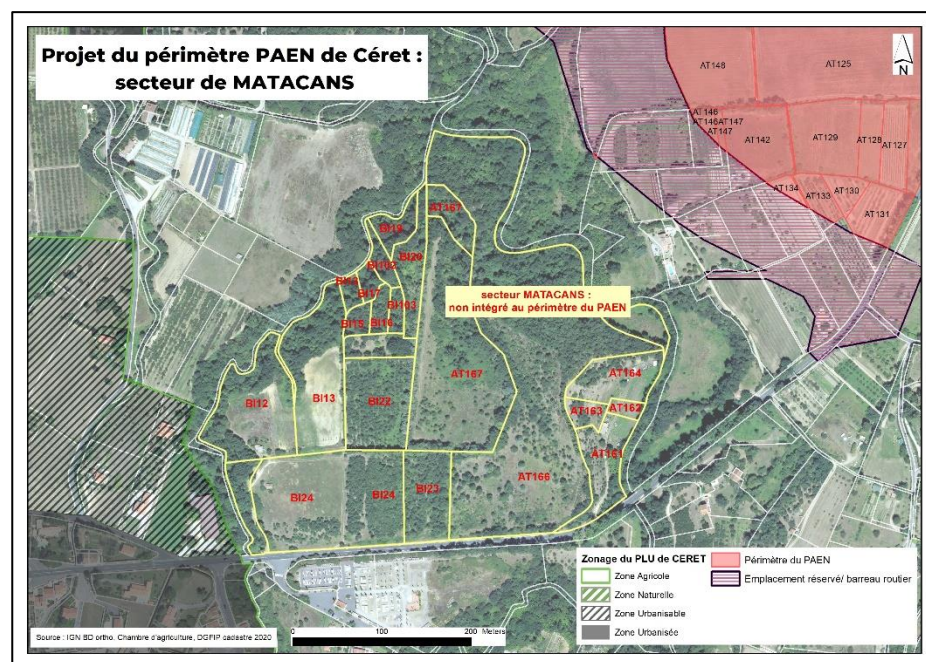 Projet du périmètre PAEN de Céret :
secteur de MATACANS
N
AT148
AT125
AT146
AT146
AT147
AT147
AT142
AT129
AT128
AT127
AT134
AT133
AT130
AT131
AT167
BI20
BI102
BI17
BI103
BI15
BI16
secteur MATACANS :
non intégré au périmètre du PAEN
AT167
AT164
AT163
AT162
AT161
BI12
BI13
BI22
BI24
BI24
BI23
AT166
Zonage du PLU de CERET
Zone Agricole
Zone Naturelle
Zone Urbanisable
Zone Urbanisée
Périmètre du PAEN
Emplacement réservé/ barreau routier
Source : IGN BD ortho, Chambre d'agriculture, DGFIP cadastre 2020
0 100 200 Meters